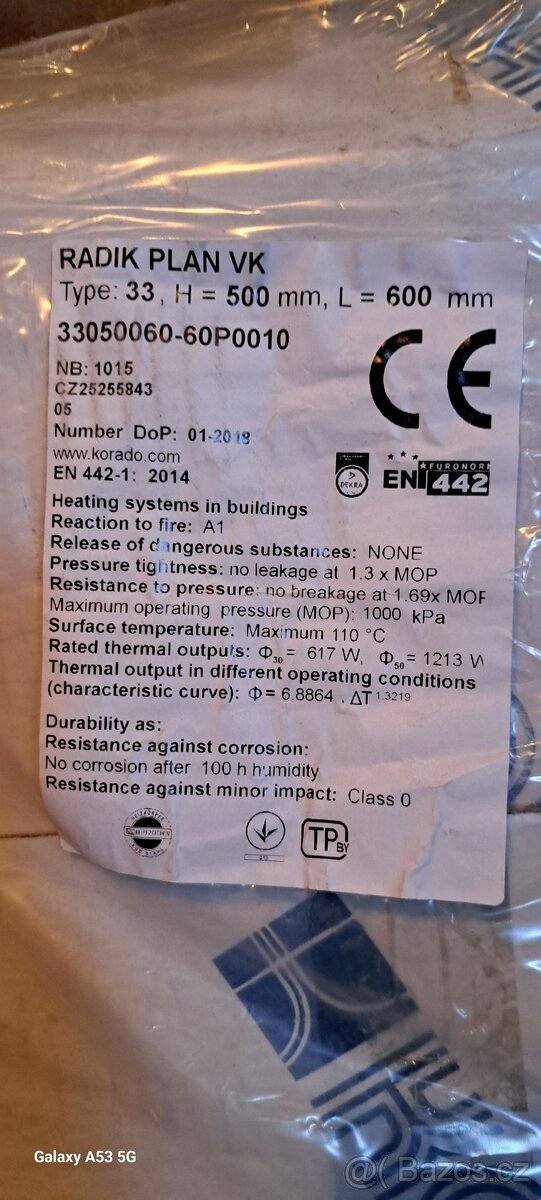 RADIK PLAN VK
Type: 33, H = 500 mm, L = 600 mm
33050060-60P0010
NB: 1015
CZ25255843
05
Number DoP: 01-2018
www.korado.com
EN 442-1: 2014
DEKRA
EURONORM
EN 442
Heating systems in buildings
Reaction to fire: A1
Release of dangerous substances: NONE
Pressure tightness: no leakage at 1.3 x MOP
Resistance to pressure: no breakage at 1.69x MOP
Maximum operating pressure (MOP): 1000 kPa
Surface temperature: Maximum 110 °C
Rated thermal outputs: Φ30 = 617 W, Φ50 = 1213 W
Thermal output in different operating conditions
(characteristic curve): Φ = 6.8864 . ΔT 1.3219
Durability as:
Resistance against corrosion:
No corrosion after 100 h humidity
Resistance against minor impact: Class 0
TP BY
Galaxy A53 5G
Bazos.cz